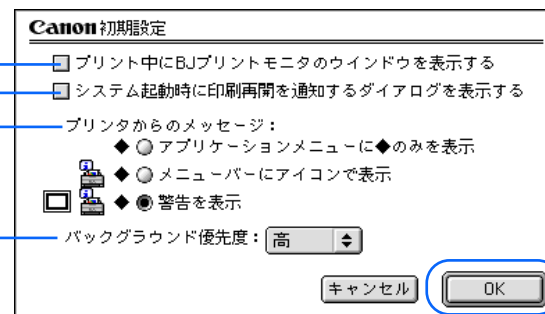 Canon 初期設定
プリント中にBJプリントモニタのウインドウを表示する
システム起動時に印刷再開を通知するダイアログを表示する
プリンタからのメッセージ：
◆ アプリケーションメニューに◆のみを表示
◆ メニューバーにアイコンで表示
◆ 警告を表示
バックグラウンド優先度： 高
キャンセル OK